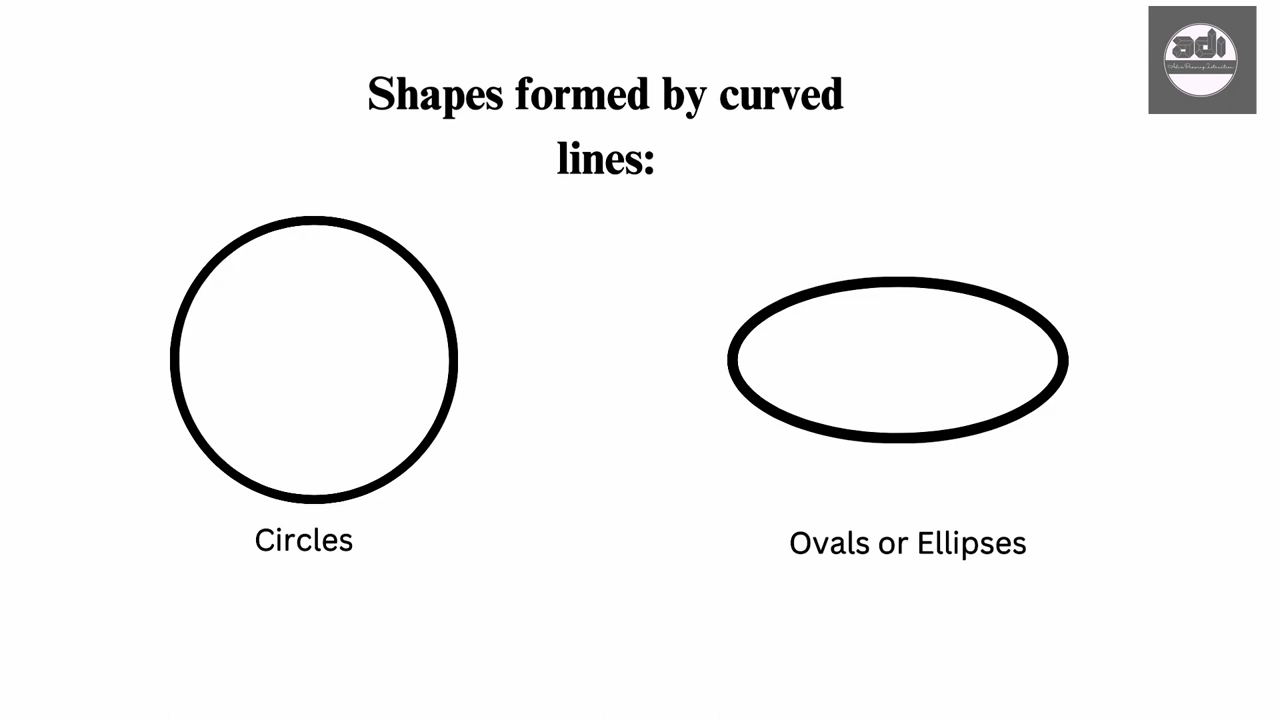 adi
Shapes formed by curved
lines:
Circles
Ovals or Ellipses